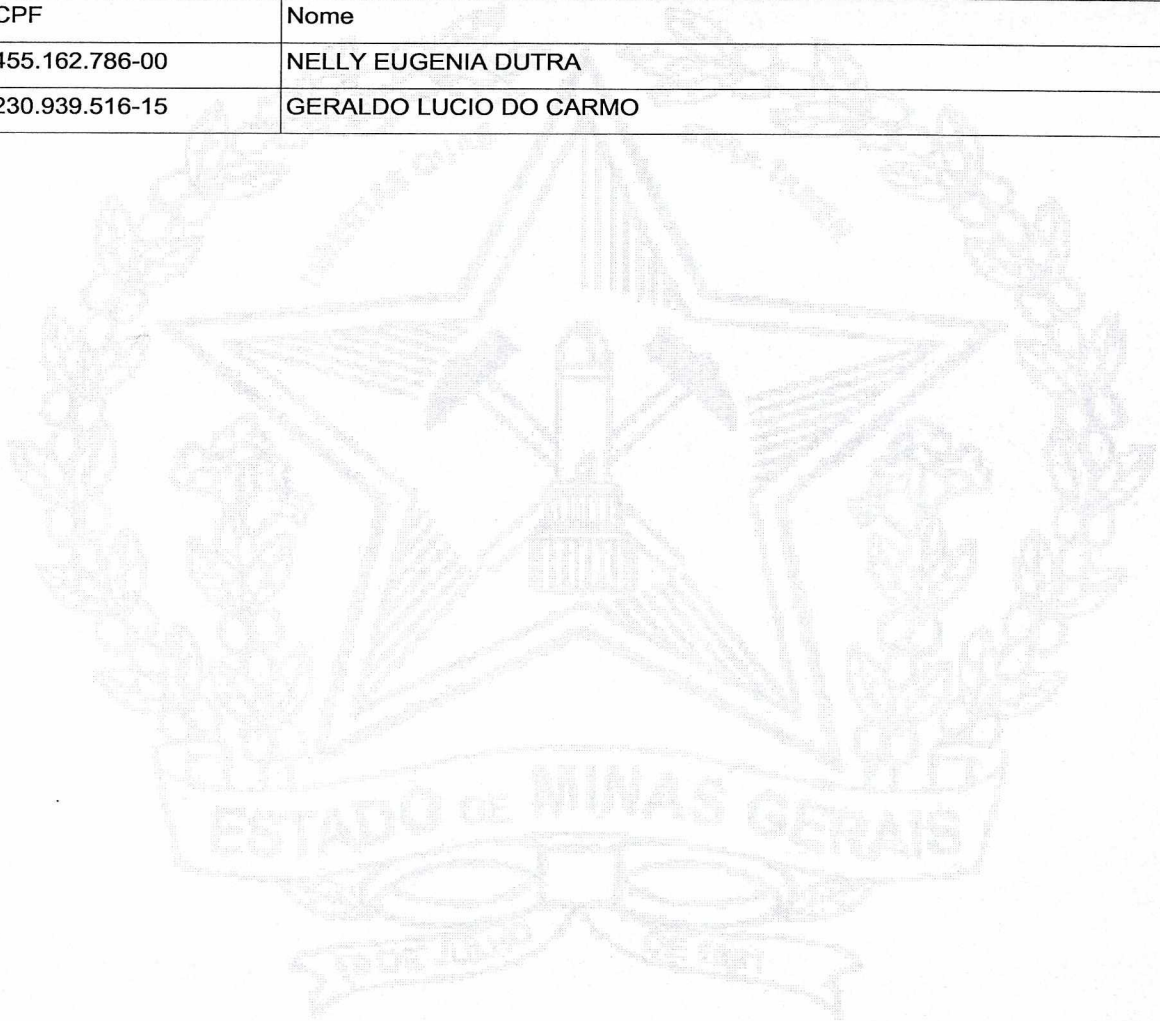 CPF Nome
455.162.786-00 NELLY EUGENIA DUTRA
230.939.516-15 GERALDO LUCIO DO CARMO
ESTADO DE MINAS GERAIS